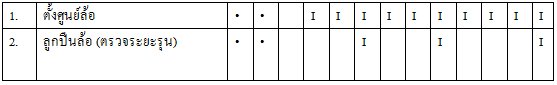 1. ตั้งศูนย์ล้อ • • I I I I I I I I I I
2. ลูกปืนล้อ (ตรวจระยะรุน) • • I I I